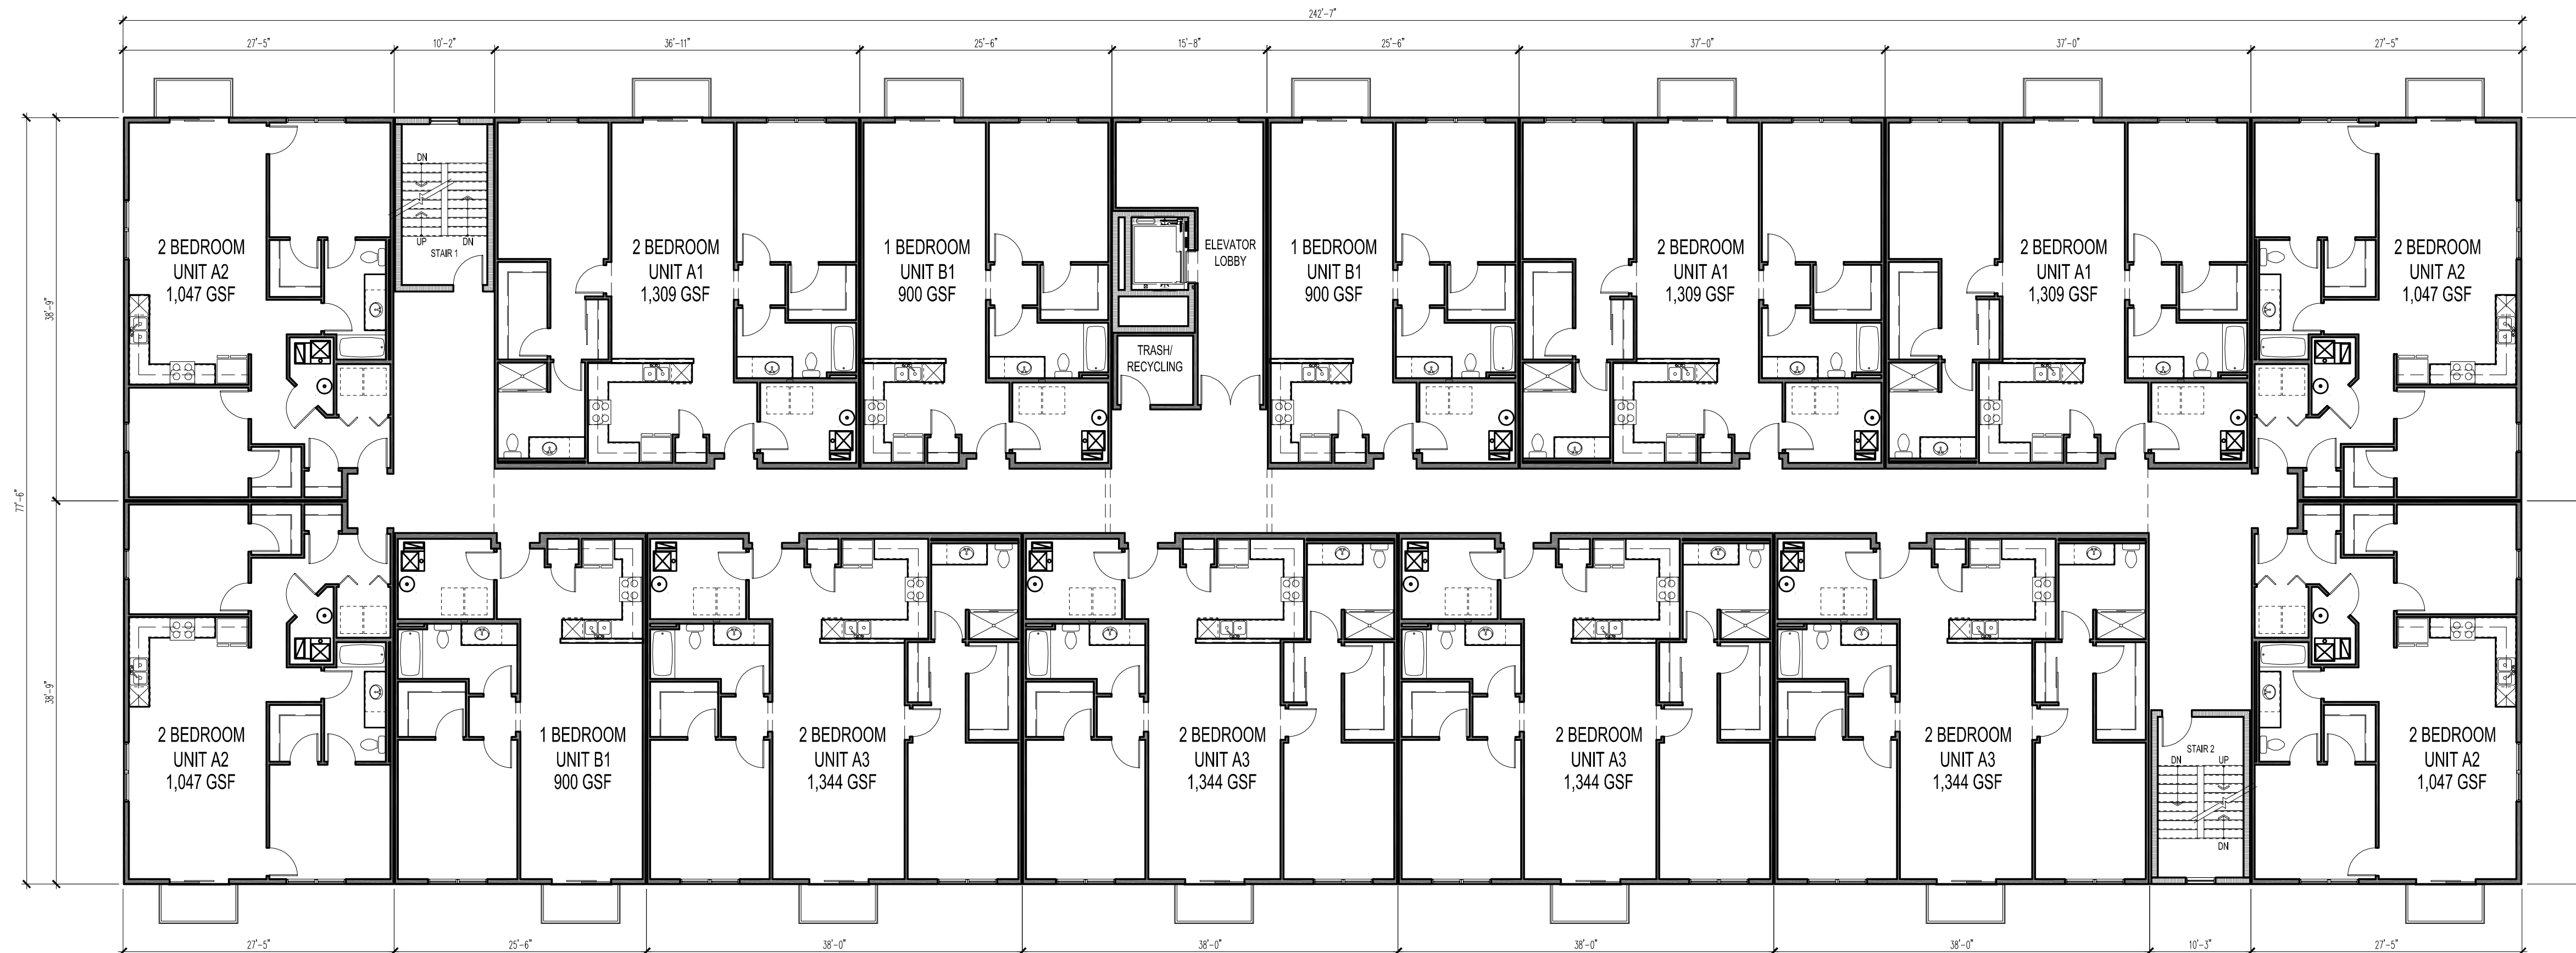 242'-7"
27'-5"
10'-2"
36'-11"
25'-6"
15'-8"
25'-6"
37'-0"
37'-0"
27'-5"
77'-6"
38'-9"
38'-9"
2 BEDROOM
UNIT A2
1,047 GSF
DN
UP
DN
STAIR 1
2 BEDROOM
UNIT A1
1,309 GSF
1 BEDROOM
UNIT B1
900 GSF
ELEVATOR
LOBBY
TRASH/
RECYCLING
1 BEDROOM
UNIT B1
900 GSF
2 BEDROOM
UNIT A1
1,309 GSF
2 BEDROOM
UNIT A1
1,309 GSF
2 BEDROOM
UNIT A2
1,047 GSF
2 BEDROOM
UNIT A2
1,047 GSF
1 BEDROOM
UNIT B1
900 GSF
2 BEDROOM
UNIT A3
1,344 GSF
2 BEDROOM
UNIT A3
1,344 GSF
2 BEDROOM
UNIT A3
1,344 GSF
2 BEDROOM
UNIT A3
1,344 GSF
STAIR 2
DN
UP
DN
2 BEDROOM
UNIT A2
1,047 GSF
27'-5"
25'-6"
38'-0"
38'-0"
38'-0"
38'-0"
10'-3"
27'-5"